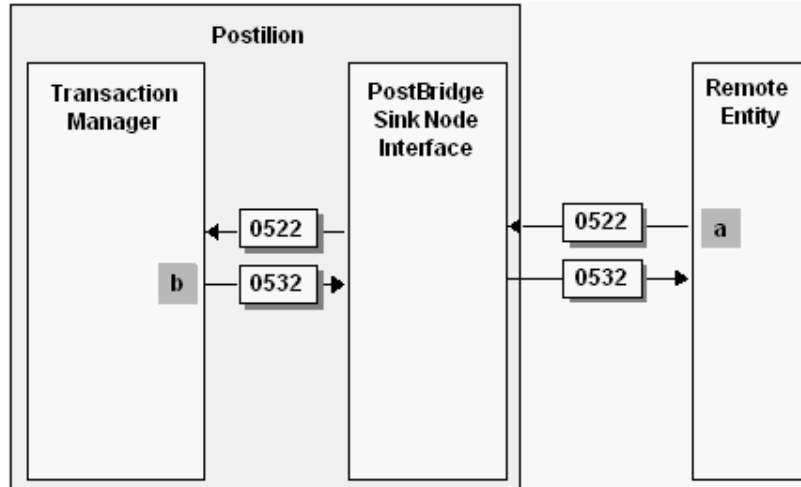 Postilion
Transaction
Manager
PostBridge
Sink Node
Interface
Remote
Entity
0522
0522
a
b
0532
0532